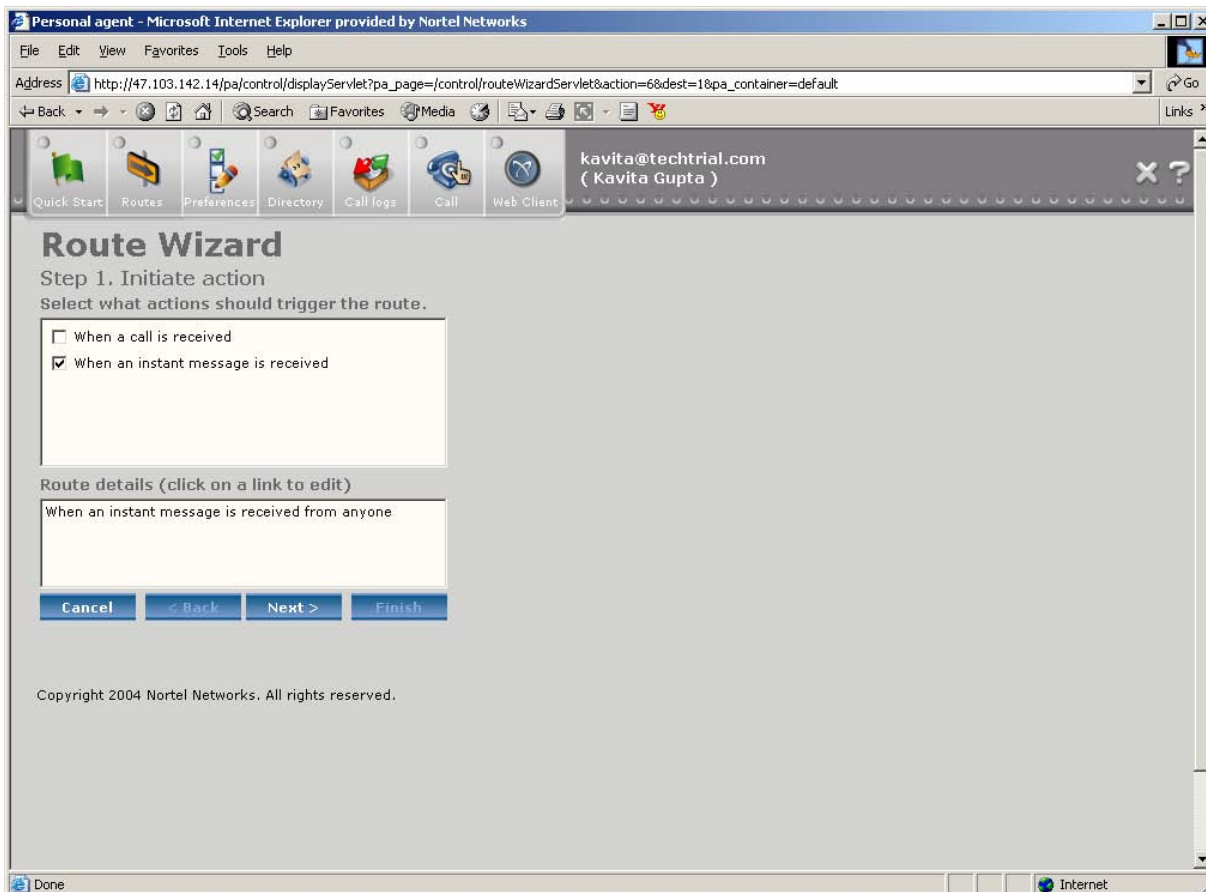 Personal agent - Microsoft Internet Explorer provided by Nortel Networks
File Edit View Favorites Tools Help
Address http://47.103.142.14/pa/control/displayServlet?pa_page=/control/routeWizardServlet&action=6&dest=1&pa_container=default Go
Back Search Favorites Media Links »
kavita@techtrial.com
( Kavita Gupta )
Quick Start Routes Preferences Directory Call logs Call Web Client
Route Wizard
Step 1. Initiate action
Select what actions should trigger the route.
When a call is received
When an instant message is received
Route details (click on a link to edit)
When an instant message is received from anyone
Cancel < Back Next > Finish
Copyright 2004 Nortel Networks. All rights reserved.
Done Internet